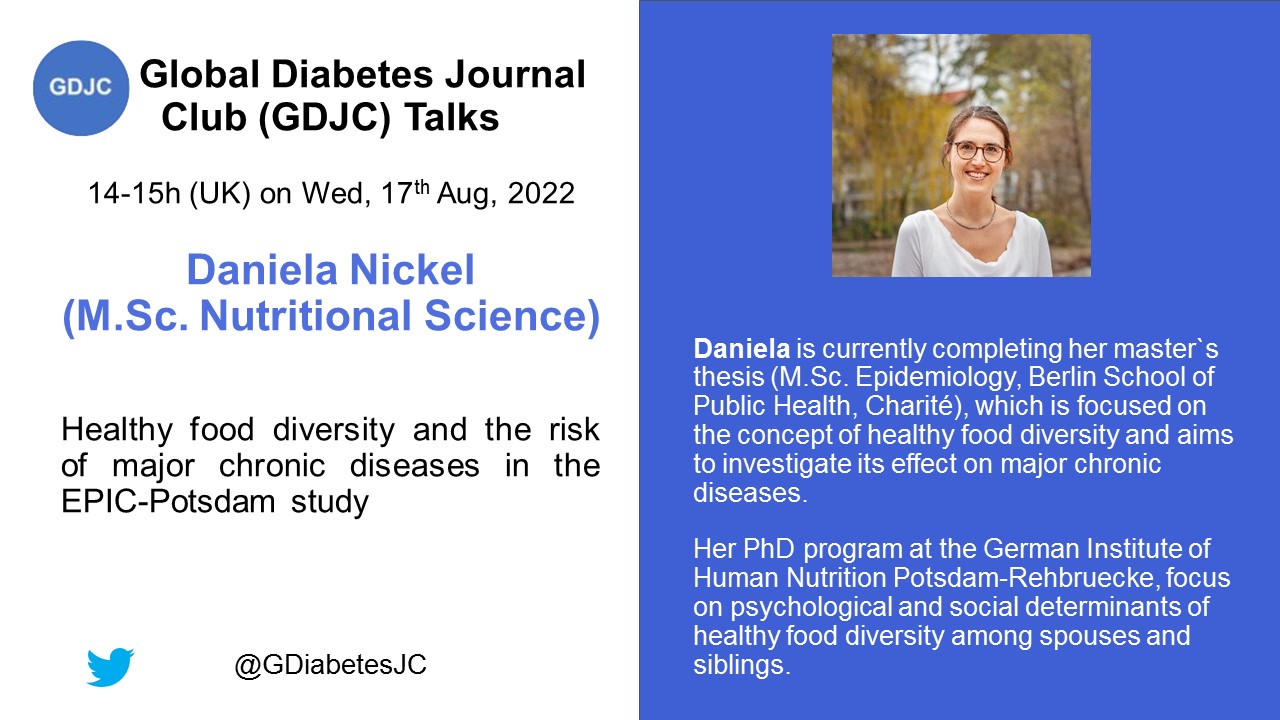 GDJC
Global Diabetes Journal
Club (GDJC) Talks
14-15h (UK) on Wed, 17th Aug, 2022
Daniela Nickel
(M.Sc. Nutritional Science)
Healthy food diversity and the risk
of major chronic diseases in the
EPIC-Potsdam study
@GDiabetesJC
Daniela is currently completing her master`s
thesis (M.Sc. Epidemiology, Berlin School of
Public Health, Charité), which is focused on
the concept of healthy food diversity and aims
to investigate its effect on major chronic
diseases.
Her PhD program at the German Institute of
Human Nutrition Potsdam-Rehbruecke, focus
on psychological and social determinants of
healthy food diversity among spouses and
siblings.